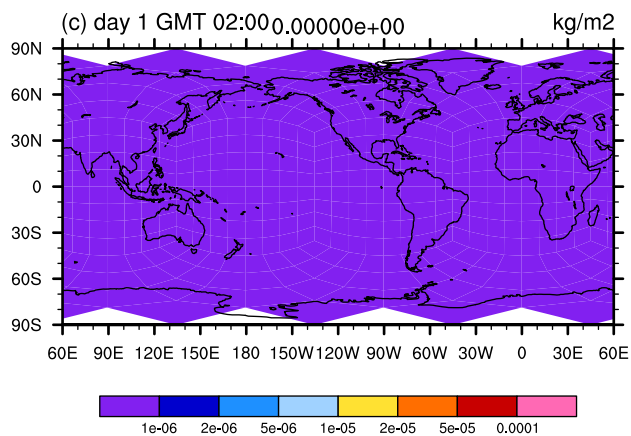 (c) day 1 GMT 02:00 0.00000e+00 kg/m2
90N
60N
30N
0
30S
60S
90S
60E 90E 120E 150E 180 150W 120W 90W 60W 30W 0 30E 60E
1e-06 2e-06 5e-06 1e-05 2e-05 5e-05 0.0001